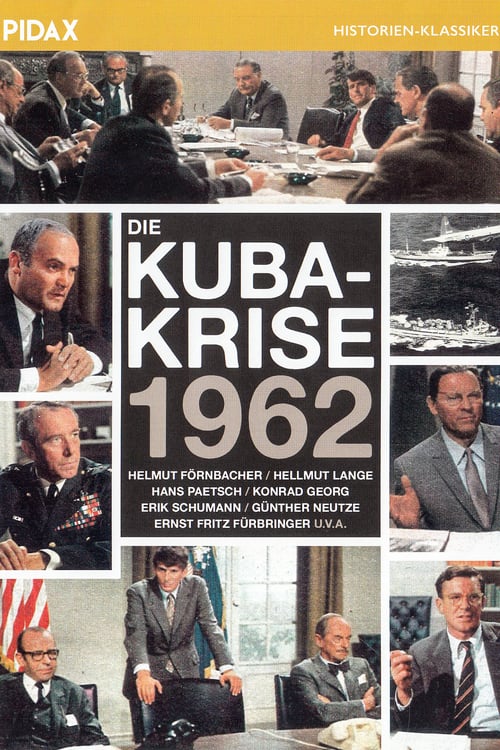 PIDAX
HISTORIEN-KLASSIKER
DIE
KUBA-
KRISE
1962
HELMUT FÖRNBACHER / HELLMUT LANGE
HANS PAETSCH / KONRAD GEORG
ERIK SCHUMANN / GÜNTHER NEUTZE
ERNST FRITZ FÜRBRINGER U.V.A.